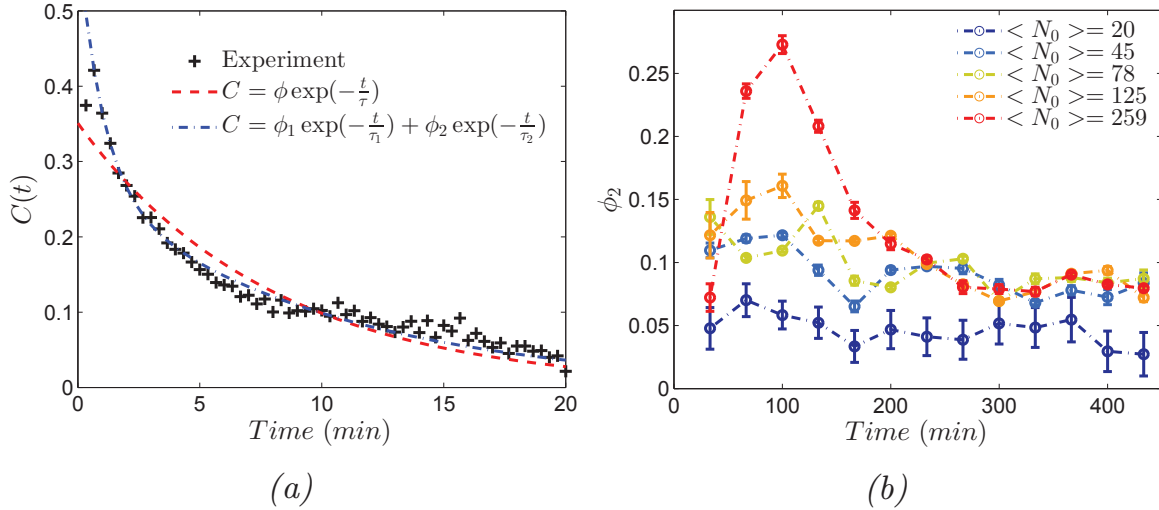 0.5
0.4
0.3
0.2
0.1
0
C(t)
Experiment
C = ϕ exp(−t/τ)
C = ϕ₁ exp(−t/τ₁) + ϕ₂ exp(−t/τ₂)
0 5 10 15 20
Time (min)
(a)
0.25
0.2
0.15
0.1
0.05
0
ϕ₂
< N₀ >= 20
< N₀ >= 45
< N₀ >= 78
< N₀ >= 125
< N₀ >= 259
0 100 200 300 400
Time (min)
(b)